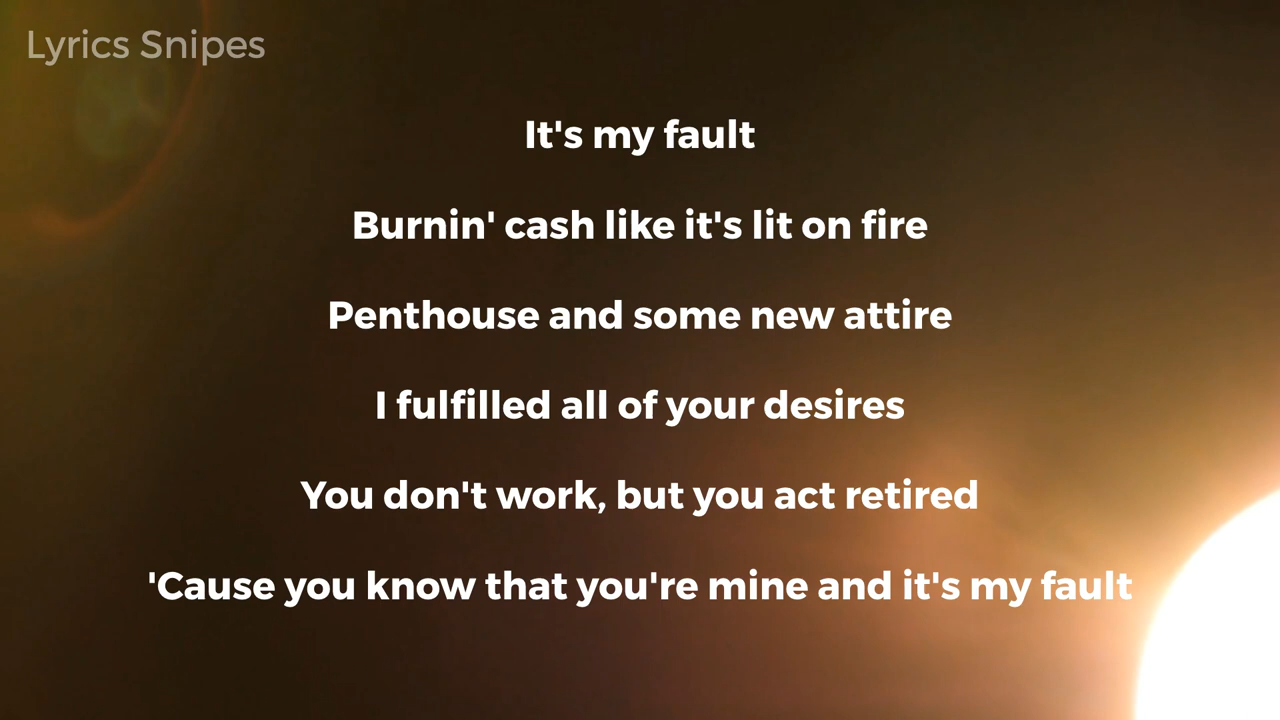 Lyrics Snipes
It's my fault
Burnin' cash like it's lit on fire
Penthouse and some new attire
I fulfilled all of your desires
You don't work, but you act retired
'Cause you know that you're mine and it's my fault